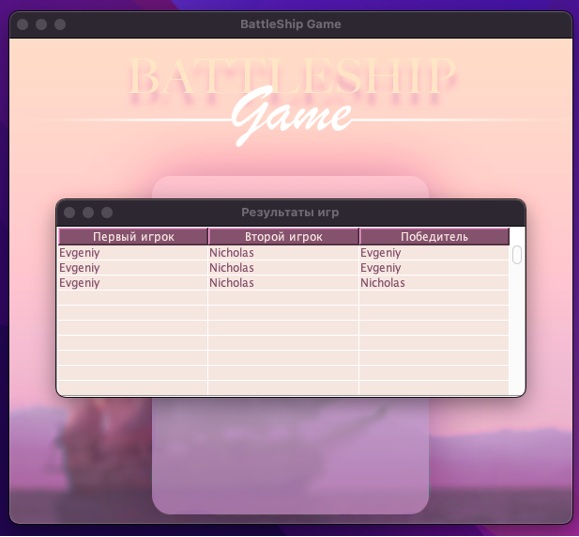 BattleShip Game
BATTLESHIP
Game
Результаты игр
Первый игрок Второй игрок Победитель
Evgeniy Nicholas Evgeniy
Evgeniy Nicholas Evgeniy
Evgeniy Nicholas Nicholas